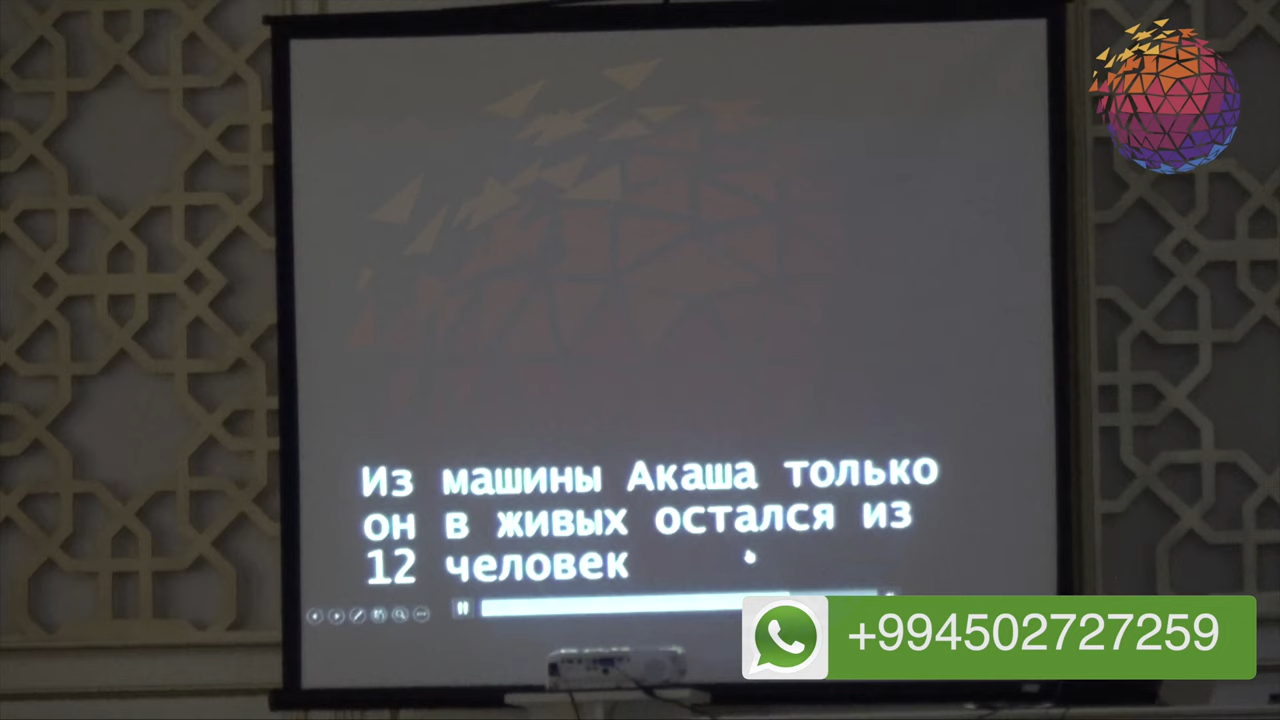 Из машины Акаша только
он в живых остался из
12 человек
+994502727259